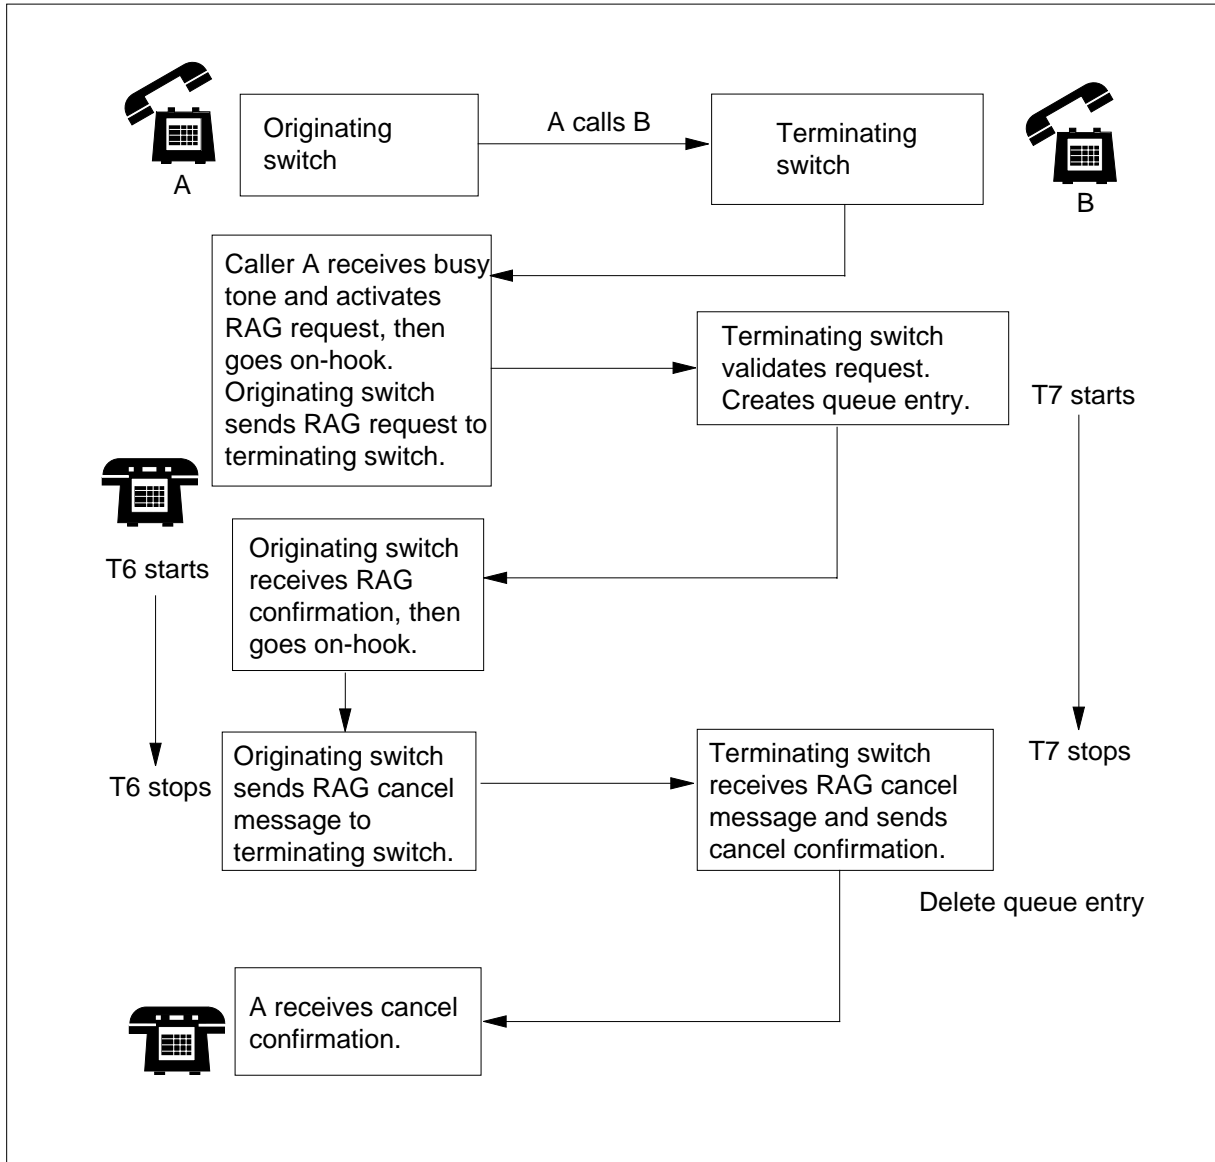 Originating
switch
A calls B
Terminating
switch
A
B
Caller A receives busy
tone and activates
RAG request, then
goes on-hook.
Originating switch
sends RAG request to
terminating switch.
Terminating switch
validates request.
Creates queue entry.
T7 starts
T6 starts
Originating switch
receives RAG
confirmation, then
goes on-hook.
T6 stops
Originating switch
sends RAG cancel
message to
terminating switch.
Terminating switch
receives RAG cancel
message and sends
cancel confirmation.
T7 stops
Delete queue entry
A receives cancel
confirmation.